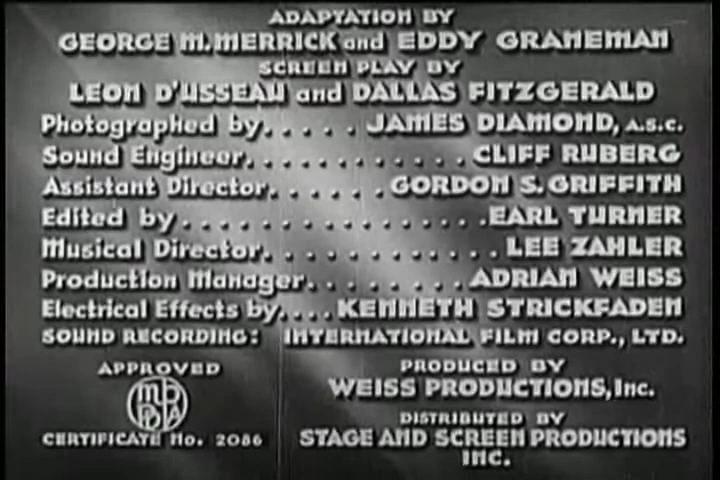 ADAPTATION BY
GEORGE M. MERRICK and EDDY GRANEMAN
SCREEN PLAY BY
LEON D'USSEAU and DALLAS FITZGERALD
Photographed by. . . . . JAMES DIAMOND, A.S.C.
Sound Engineer. . . . . . . . . . . . CLIFF RUBERG
Assistant Director. . . . . . . GORDON S. GRIFFITH
Edited by . . . . . . . . . . . . . . . . . EARL TURNER
Musical Director. . . . . . . . . . . . . LEE ZAHLER
Production Manager. . . . . . . . ADRIAN WEISS
Electrical Effects by. . . . KENNETH STRICKFADEN
SOUND RECORDING: INTERNATIONAL FILM CORP., LTD.
APPROVED
MPPDA
CERTIFICATE No. 2086
PRODUCED BY
WEISS PRODUCTIONS, Inc.
DISTRIBUTED BY
STAGE AND SCREEN PRODUCTIONS
INC.